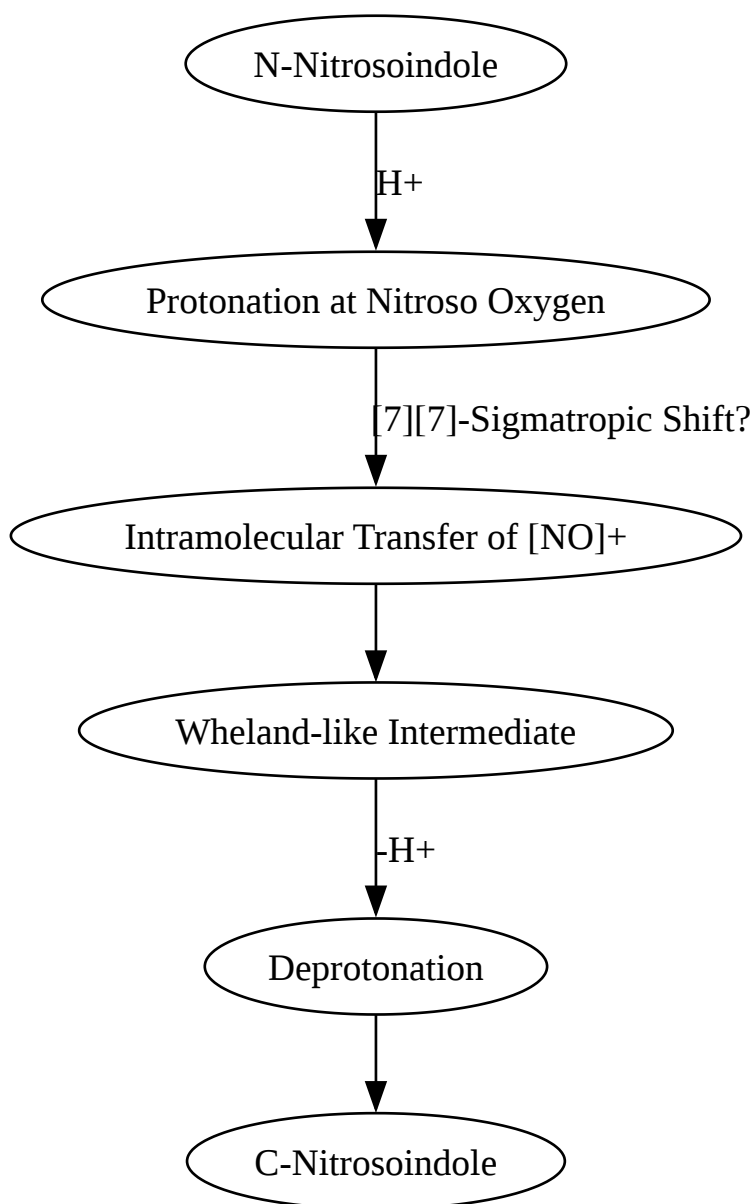 N-Nitrosoindole
H+
Protonation at Nitroso Oxygen
[7][7]-Sigmatropic Shift?
Intramolecular Transfer of [NO]+
Wheland-like Intermediate
-H+
Deprotonation
C-Nitrosoindole